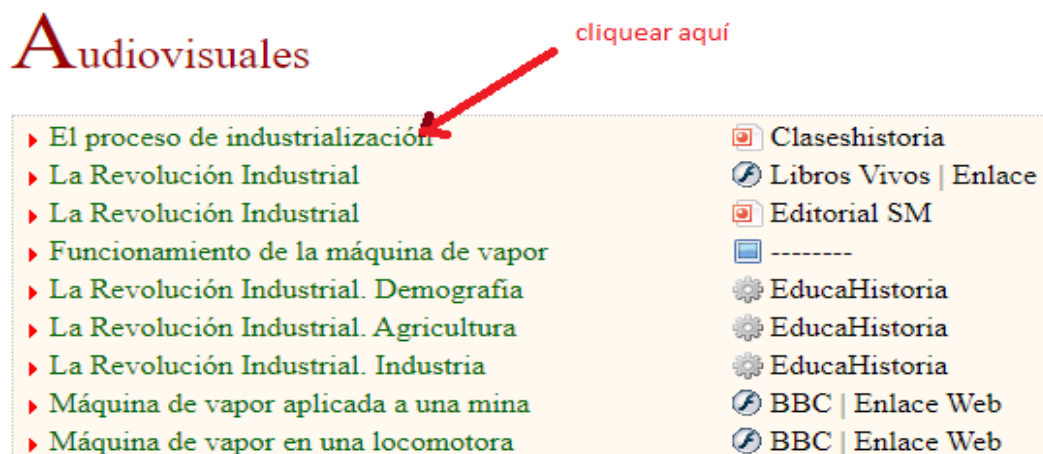 cliquear aquí
Audiovisuales
El proceso de industrialización Claseshistoria
La Revolución Industrial Libros Vivos | Enlace
La Revolución Industrial Editorial SM
Funcionamiento de la máquina de vapor --------
La Revolución Industrial. Demografía EducaHistoria
La Revolución Industrial. Agricultura EducaHistoria
La Revolución Industrial. Industria EducaHistoria
Máquina de vapor aplicada a una mina BBC | Enlace Web
Máquina de vapor en una locomotora BBC | Enlace Web